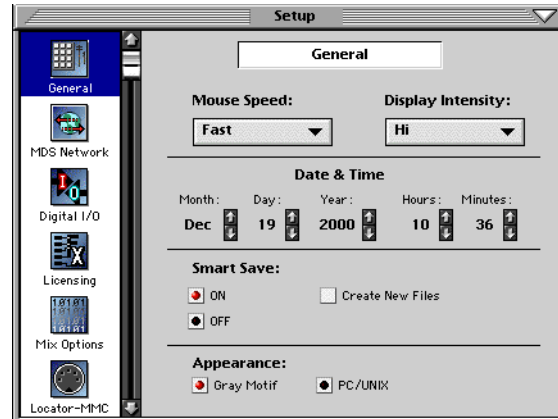 Setup
General
MDS Network
Digital I/O
Licensing
Mix Options
Locator-MMC
General
Mouse Speed: Display Intensity:
Fast Hi
Date & Time
Month: Day: Year: Hours: Minutes:
Dec 19 2000 10 36
Smart Save:
ON Create New Files
OFF
Appearance:
Gray Motif PC/UNIX